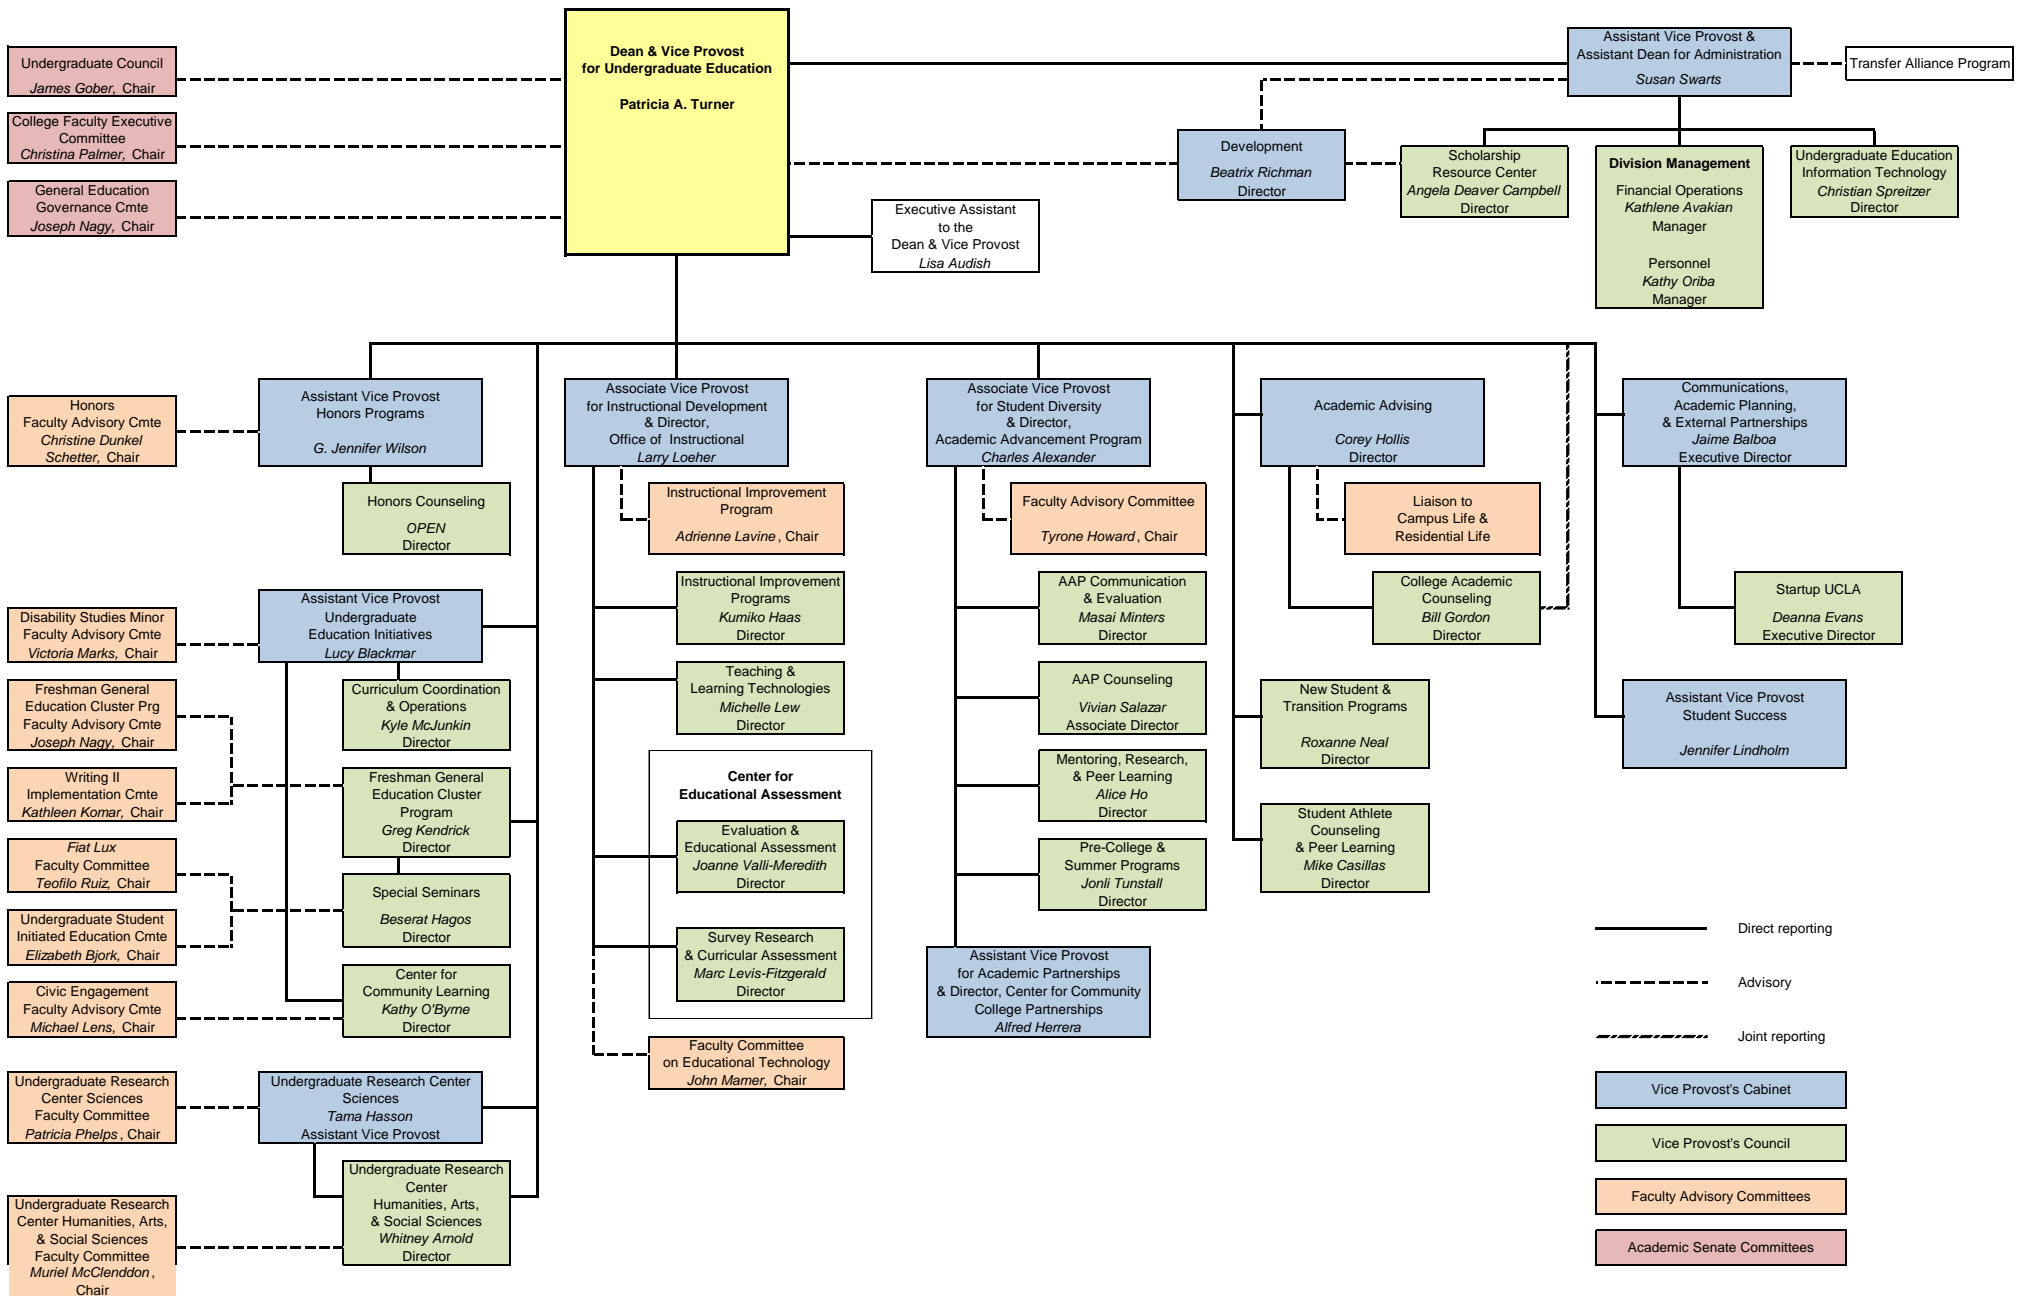 Dean & Vice Provost
for Undergraduate Education
Patricia A. Turner
Undergraduate Council
James Gober, Chair
College Faculty Executive
Committee
Christina Palmer, Chair
General Education
Governance Cmte
Joseph Nagy, Chair
Executive Assistant
to the
Dean & Vice Provost
Lisa Audish
Assistant Vice Provost &
Assistant Dean for Administration
Susan Swarts
Transfer Alliance Program
Development
Beatrix Richman
Director
Scholarship
Resource Center
Angela Deaver Campbell
Director
Division Management
Financial Operations
Kathlene Avakian
Manager
Personnel
Kathy Oriba
Manager
Undergraduate Education
Information Technology
Christian Spreitzer
Director
Honors
Faculty Advisory Cmte
Christine Dunkel
Schetter, Chair
Assistant Vice Provost
Honors Programs
G. Jennifer Wilson
Honors Counseling
OPEN
Director
Disability Studies Minor
Faculty Advisory Cmte
Victoria Marks, Chair
Assistant Vice Provost
Undergraduate
Education Initiatives
Lucy Blackmar
Freshman General
Education Cluster Prg
Faculty Advisory Cmte
Joseph Nagy, Chair
Curriculum Coordination
& Operations
Kyle McJunkin
Director
Writing II
Implementation Cmte
Kathleen Komar, Chair
Freshman General
Education Cluster
Program
Greg Kendrick
Director
Fiat Lux
Faculty Committee
Teofilo Ruiz, Chair
Special Seminars
Beserat Hagos
Director
Undergraduate Student
Initiated Education Cmte
Elizabeth Bjork, Chair
Center for
Community Learning
Kathy O'Byrne
Director
Civic Engagement
Faculty Advisory Cmte
Michael Lens, Chair
Undergraduate Research
Center Sciences
Faculty Committee
Patricia Phelps, Chair
Undergraduate Research Center
Sciences
Tama Hasson
Assistant Vice Provost
Undergraduate Research
Center
Humanities, Arts,
& Social Sciences
Whitney Arnold
Director
Undergraduate Research
Center Humanities, Arts,
& Social Sciences
Faculty Committee
Muriel McClenddon,
Chair
Associate Vice Provost
for Instructional Development
& Director,
Office of Instructional
Larry Loeher
Instructional Improvement
Program
Adrienne Lavine, Chair
Instructional Improvement
Programs
Kumiko Haas
Director
Teaching &
Learning Technologies
Michelle Lew
Director
Center for
Educational Assessment
Evaluation &
Educational Assessment
Joanne Valli-Meredith
Director
Survey Research
& Curricular Assessment
Marc Levis-Fitzgerald
Director
Faculty Committee
on Educational Technology
John Mamer, Chair
Associate Vice Provost
for Student Diversity
& Director,
Academic Advancement Program
Charles Alexander
Faculty Advisory Committee
Tyrone Howard, Chair
AAP Communication
& Evaluation
Masai Minters
Director
AAP Counseling
Vivian Salazar
Associate Director
Mentoring, Research,
& Peer Learning
Alice Ho
Director
Pre-College &
Summer Programs
Jonli Tunstall
Director
Assistant Vice Provost
for Academic Partnerships
& Director, Center for Community
College Partnerships
Alfred Herrera
Academic Advising
Corey Hollis
Director
Liaison to
Campus Life &
Residential Life
College Academic
Counseling
Bill Gordon
Director
New Student &
Transition Programs
Roxanne Neal
Director
Student Athlete
Counseling
& Peer Learning
Mike Casillas
Director
Communications,
Academic Planning,
& External Partnerships
Jaime Balboa
Executive Director
Startup UCLA
Deanna Evans
Executive Director
Assistant Vice Provost
Student Success
Jennifer Lindholm
Direct reporting
Advisory
Joint reporting
Vice Provost's Cabinet
Vice Provost's Council
Faculty Advisory Committees
Academic Senate Committees